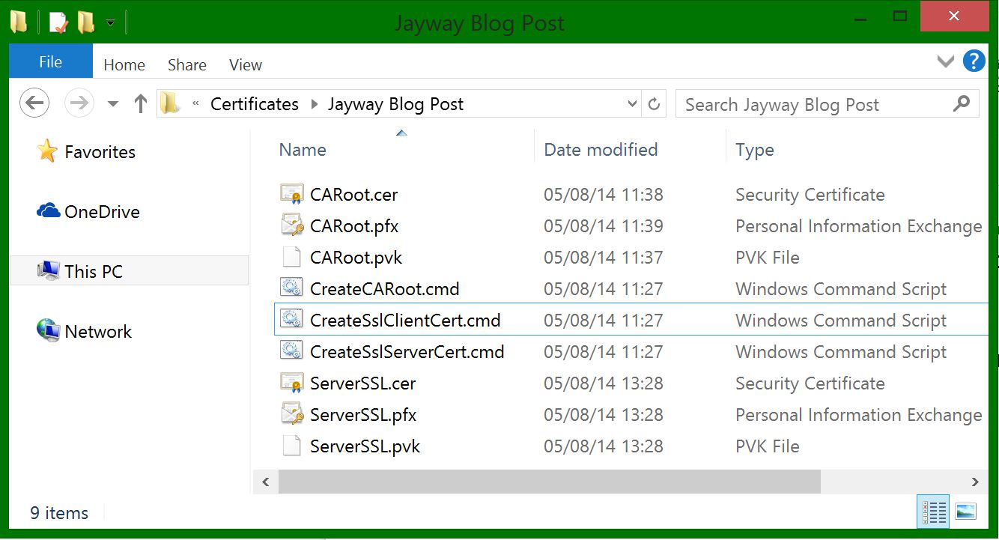 Jayway Blog Post
File Home Share View ?
« Certificates Jayway Blog Post Search Jayway Blog Post
Favorites
OneDrive
This PC
Network
Name Date modified Type
CARoot.cer 05/08/14 11:38 Security Certificate
CARoot.pfx 05/08/14 11:39 Personal Information Exchange
CARoot.pvk 05/08/14 11:37 PVK File
CreateCARoot.cmd 05/08/14 11:27 Windows Command Script
CreateSslClientCert.cmd 05/08/14 11:27 Windows Command Script
CreateSslServerCert.cmd 05/08/14 11:27 Windows Command Script
ServerSSL.cer 05/08/14 13:28 Security Certificate
ServerSSL.pfx 05/08/14 13:28 Personal Information Exchange
ServerSSL.pvk 05/08/14 13:28 PVK File
9 items